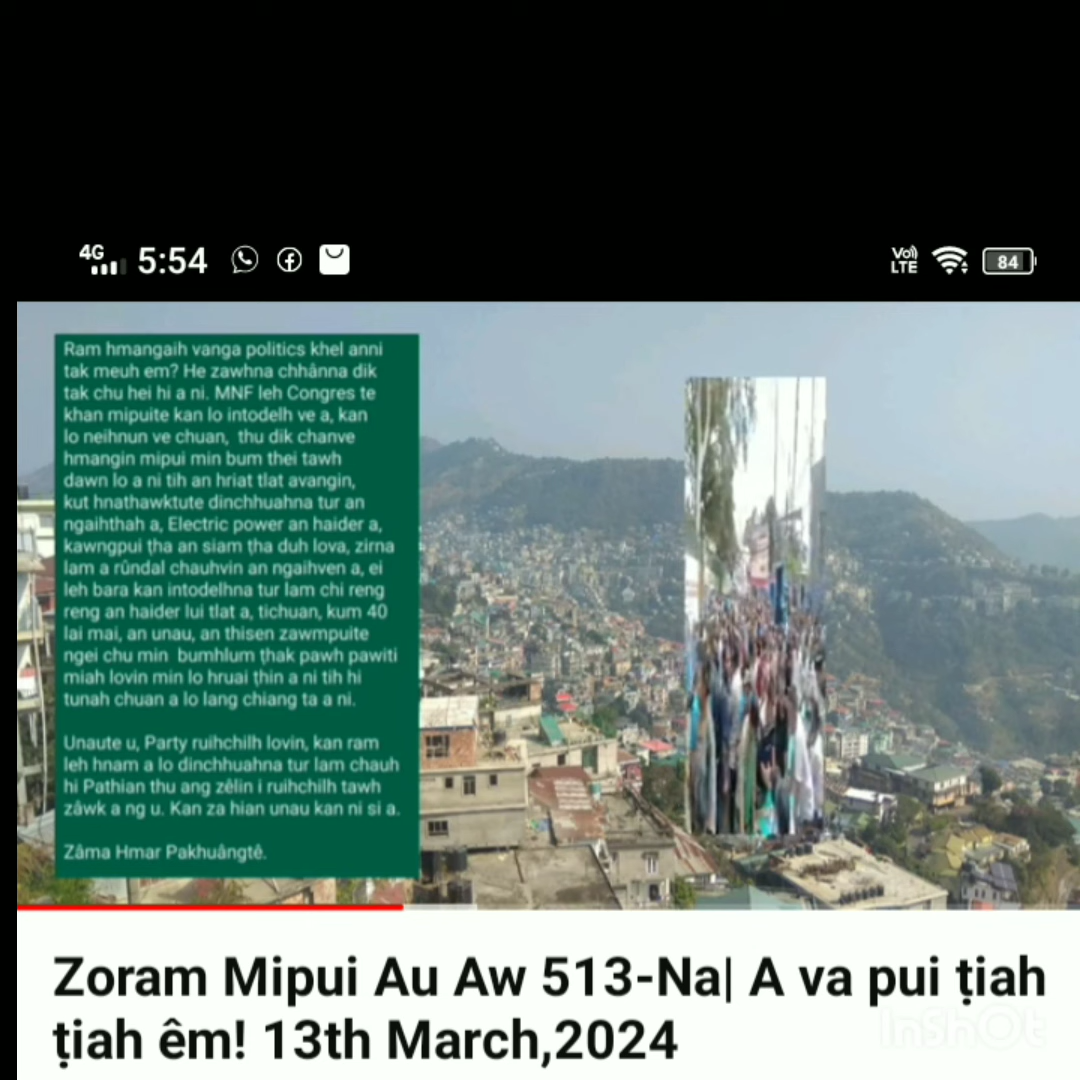 4G 5:54 Vo)) LTE 84
Ram hmangaih vanga politics khel anni
tak meuh em? He zawhna chhânna dik
tak chu hei hi a ni. MNF leh Congres te
khan mipuite kan lo intodelh ve a, kan
lo neihnun ve chuan, thu dik chanve
hmangin mipui min bum thei tawh
dawn lo a ni tih an hriat tlat avangin,
kut hnathawktute dinchhuahna tur an
ngaihthah a, Electric power an haider a,
kawngpui ṭha an siam ṭha duh lova, zirna
lam a rûndal chauhvin an ngaihven a, ei
leh bara kan intodelhna tur lam chi reng
reng an haider lui tlat a, tichuan, kum 40
lai mai, an unau, an thisen zawmpuite
ngei chu min bumhlum ṭhak pawh pawiti
miah lovin min lo hruai ṭhin a ni tih hi
tunah chuan a lo lang chiang ta a ni.
Unaute u, Party ruihchilh lovin, kan ram
leh hnam a lo dinchhuahna tur lam chauh
hi Pathian thu ang zêlin i ruihchilh tawh
zâwk a ng u. Kan za hian unau kan ni si a.
Zâma Hmar Pakhuângtê.
Zoram Mipui Au Aw 513-Na| A va pui ṭiah
ṭiah êm! 13th March,2024
InShOt